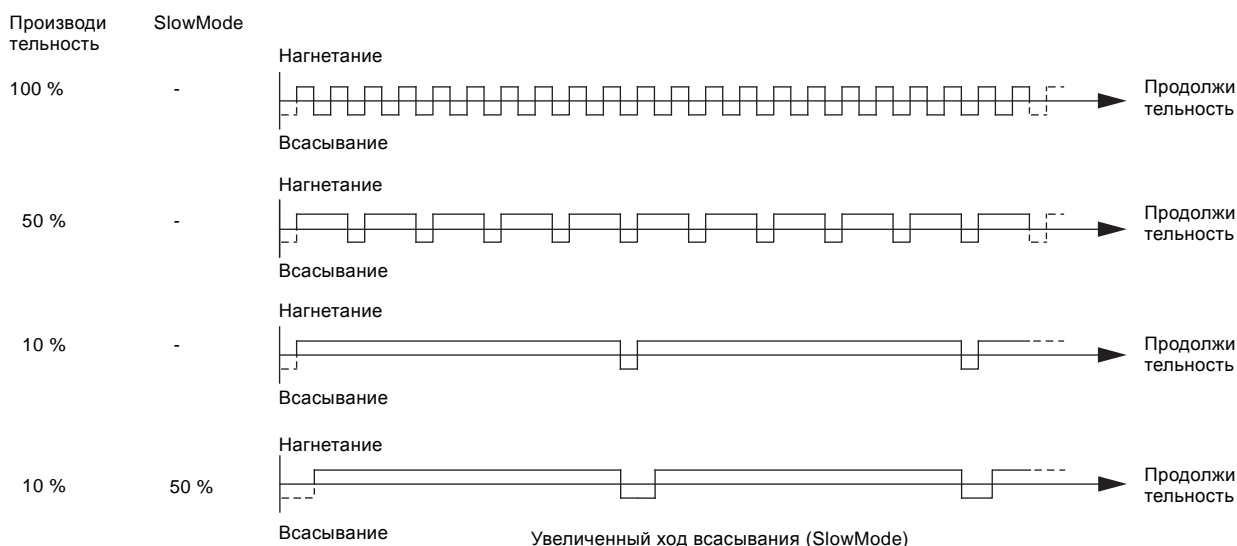 Производи
тельность
SlowMode
Нагнетание
100 %
-
Продолжи
тельность
Всасывание
Нагнетание
50 %
-
Продолжи
тельность
Всасывание
Нагнетание
10 %
-
Продолжи
тельность
Всасывание
Нагнетание
10 %
50 %
Продолжи
тельность
Всасывание
Увеличенный ход всасывания (SlowMode)